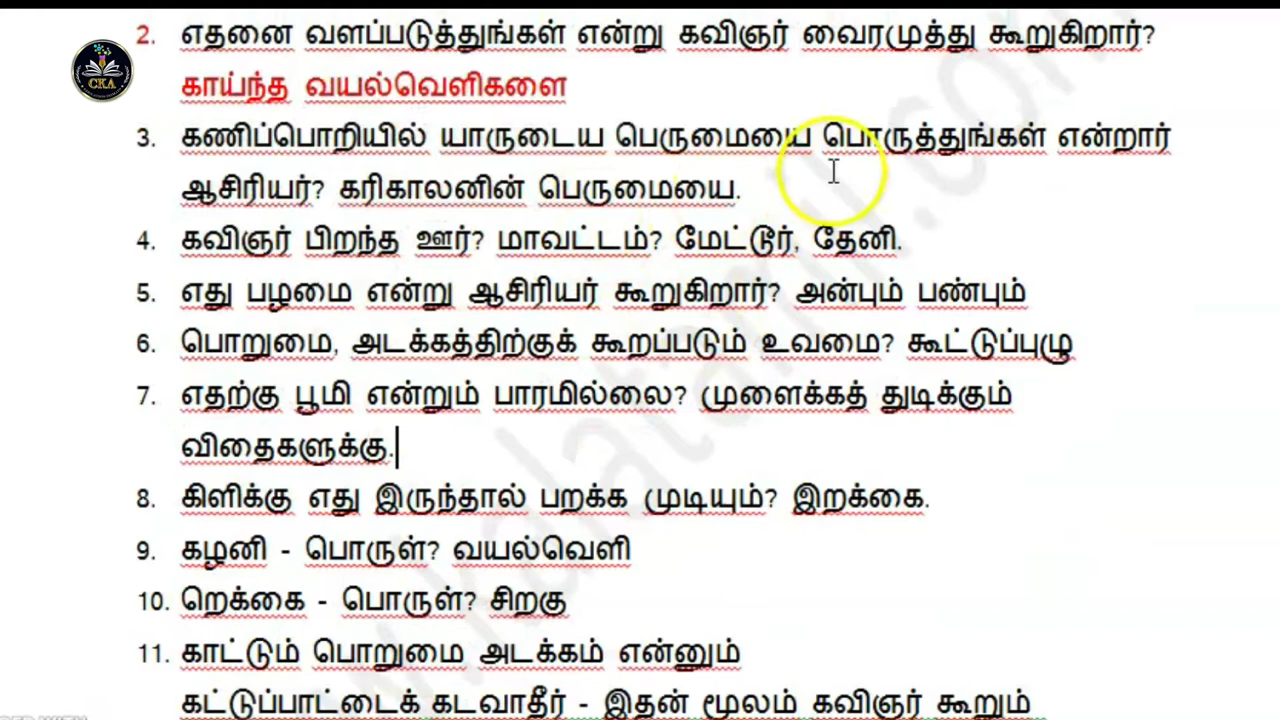 2. எதனை வளப்படுத்துங்கள் என்று கவிஞர் வைரமுத்து கூறுகிறார்?
CKA
காய்ந்த வயல்வெளிகளை
3. கணிப்பொறியில் யாருடைய பெருமையை பொருத்துங்கள் என்றார்
ஆசிரியர்? கரிகாலனின் பெருமையை.
4. கவிஞர் பிறந்த ஊர்? மாவட்டம்? மேட்டூர், தேனி.
5. எது பழமை என்று ஆசிரியர் கூறுகிறார்? அன்பும் பண்பும்
6. பொறுமை, அடக்கத்திற்குக் கூறப்படும் உவமை? கூட்டுப்புழு
7. எதற்கு பூமி என்றும் பாரமில்லை? முளைக்கத் துடிக்கும்
விதைகளுக்கு.
8. கிளிக்கு எது இருந்தால் பறக்க முடியும்? இறக்கை.
9. கழனி - பொருள்? வயல்வெளி
10. றெக்கை - பொருள்? சிறகு
11. காட்டும் பொறுமை அடக்கம் என்னும்
கட்டுப்பாட்டைக் கடவாதீர் - இதன் மூலம் கவிஞர் கூறும்